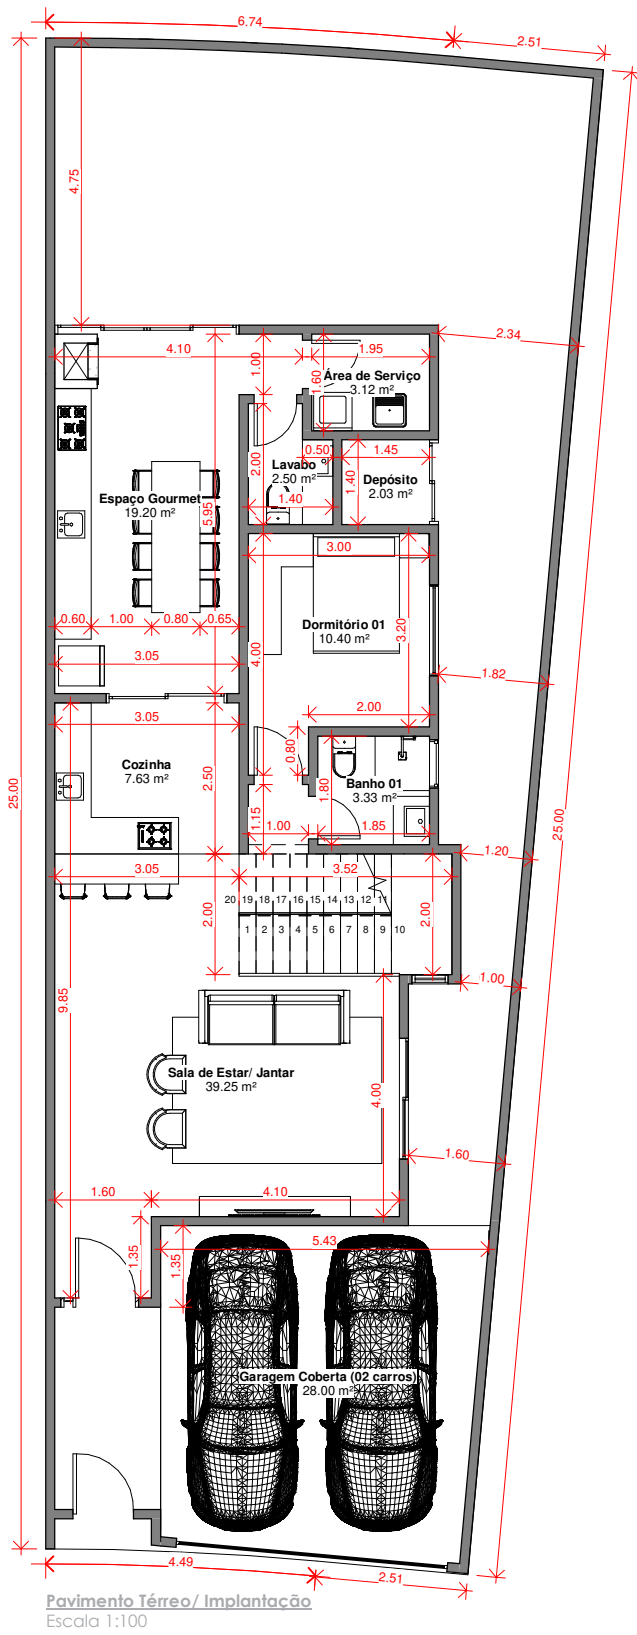 6.74
2.51
4.75
2.34
4.10
1.00
1.95
1.60
Área de Serviço
3.12 m²
0.50
1.45
2.00
Lavabo
2.50 m²
Depósito
2.03 m²
1.40
1.40
Espaço Gourmet
19.20 m²
5.95
3.00
Dormitório 01
10.40 m²
0.60
1.00
0.80
0.65
3.20
4.00
3.05
1.82
2.00
3.05
0.80
Cozinha
7.63 m²
2.50
Banho 01
3.33 m²
1.80
25.00
25.00
1.15
1.00
1.85
1.20
3.05
3.52
20 19 18 17 16 15 14 13 12 11
1 2 3 4 5 6 7 8 9 10
2.00
2.00
1.00
9.85
Sala de Estar/ Jantar
39.25 m²
4.00
1.60
1.60
4.10
1.35
1.35
5.43
Garagem Coberta (02 carros)
28.00 m²
4.49
2.51
Pavimento Térreo/ Implantação
Escala 1:100